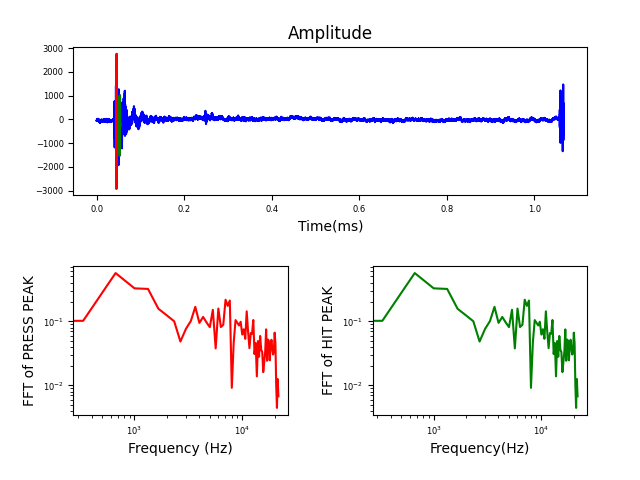 Amplitude
3000
2000
1000
0
−1000
−2000
−3000
0.0 0.2 0.4 0.6 0.8 1.0
Time(ms)
FFT of PRESS PEAK
10⁻¹
10⁻²
10³ 10⁴
Frequency (Hz)
FFT of HIT PEAK
10⁻¹
10⁻²
10³ 10⁴
Frequency(Hz)